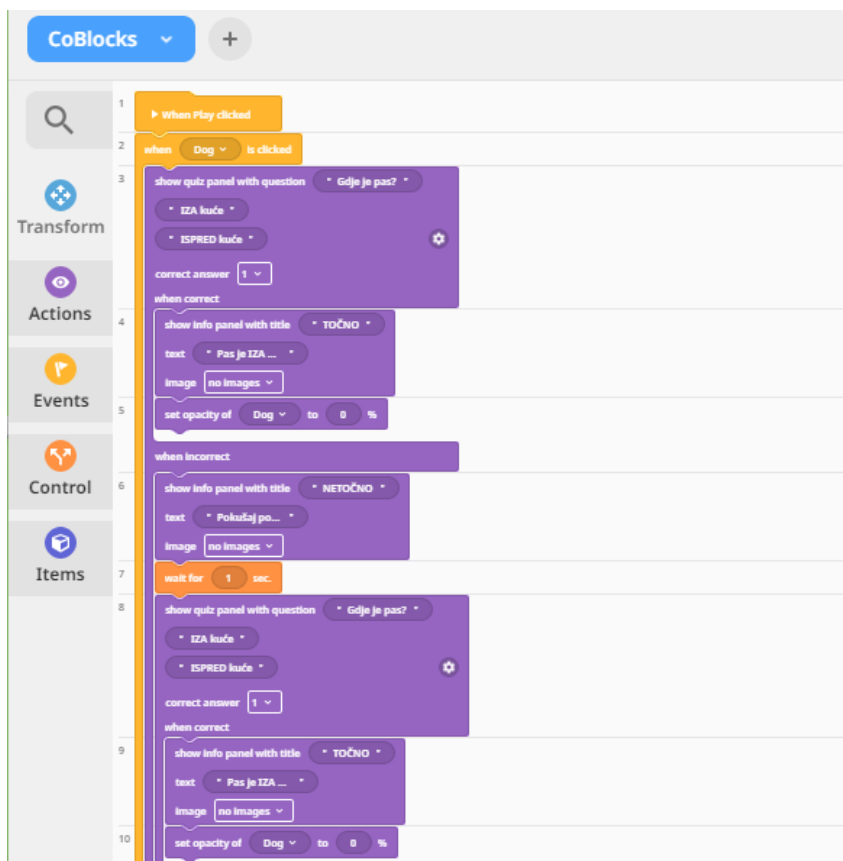 CoBlocks
+
1
When Play clicked
2
when Dog is clicked
3
show quiz panel with question " Gdje je pas? "
" IZA kuće "
" ISPRED kuće "
correct answer 1
when correct
4
show info panel with title " TOČNO "
text " Pas je IZA ... "
image no images
5
set opacity of Dog to 0 %
when incorrect
6
show info panel with title " NETOČNO "
text " Pokušaj po... "
image no images
7
wait for 1 sec.
8
show quiz panel with question " Gdje je pas? "
" IZA kuće "
" ISPRED kuće "
correct answer 1
when correct
9
show info panel with title " TOČNO "
text " Pas je IZA ... "
image no images
10
set opacity of Dog to 0 %
Transform
Actions
Events
Control
Items